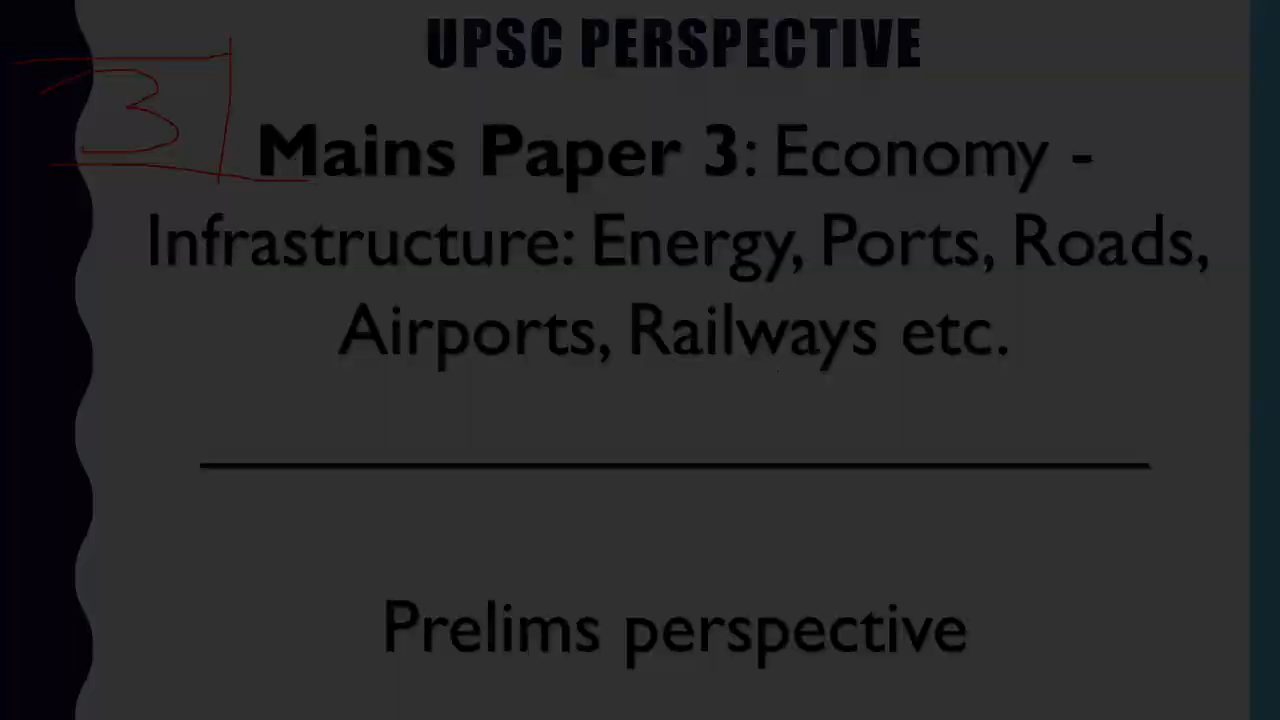 UPSC PERSPECTIVE
3
Mains Paper 3: Economy -
Infrastructure: Energy, Ports, Roads,
Airports, Railways etc.
Prelims perspective